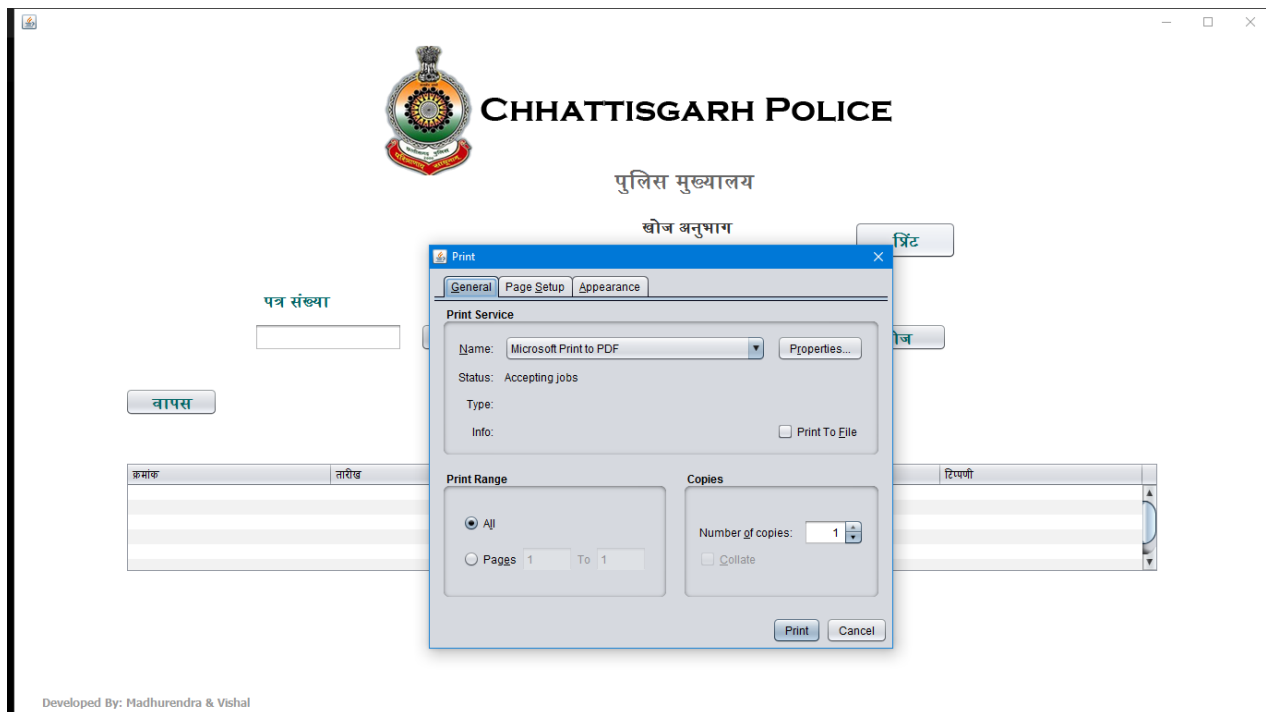 CHHATTISGARH POLICE
पुलिस मुख्यालय
खोज अनुभाग
प्रिंट
पत्र संख्या
वापस
क्रमांक
तारीख
टिप्पणी
Print
General
Page Setup
Appearance
Print Service
Name: Microsoft Print to PDF
Properties...
Status: Accepting jobs
Type:
Info:
Print To File
Print Range
All
Pages 1 To 1
Copies
Number of copies: 1
Collate
Print
Cancel
Developed By: Madhurendra & Vishal